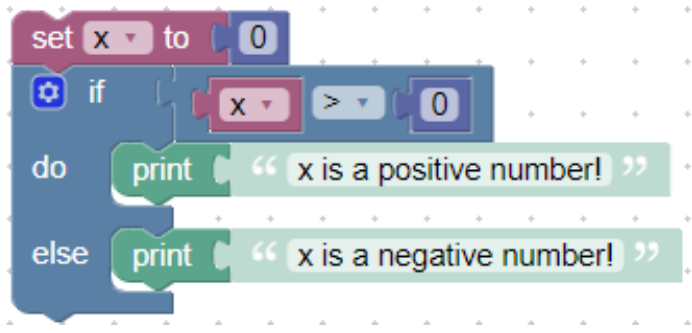 set x to 0
if x > 0
do print “ x is a positive number! ”
else print “ x is a negative number! ”